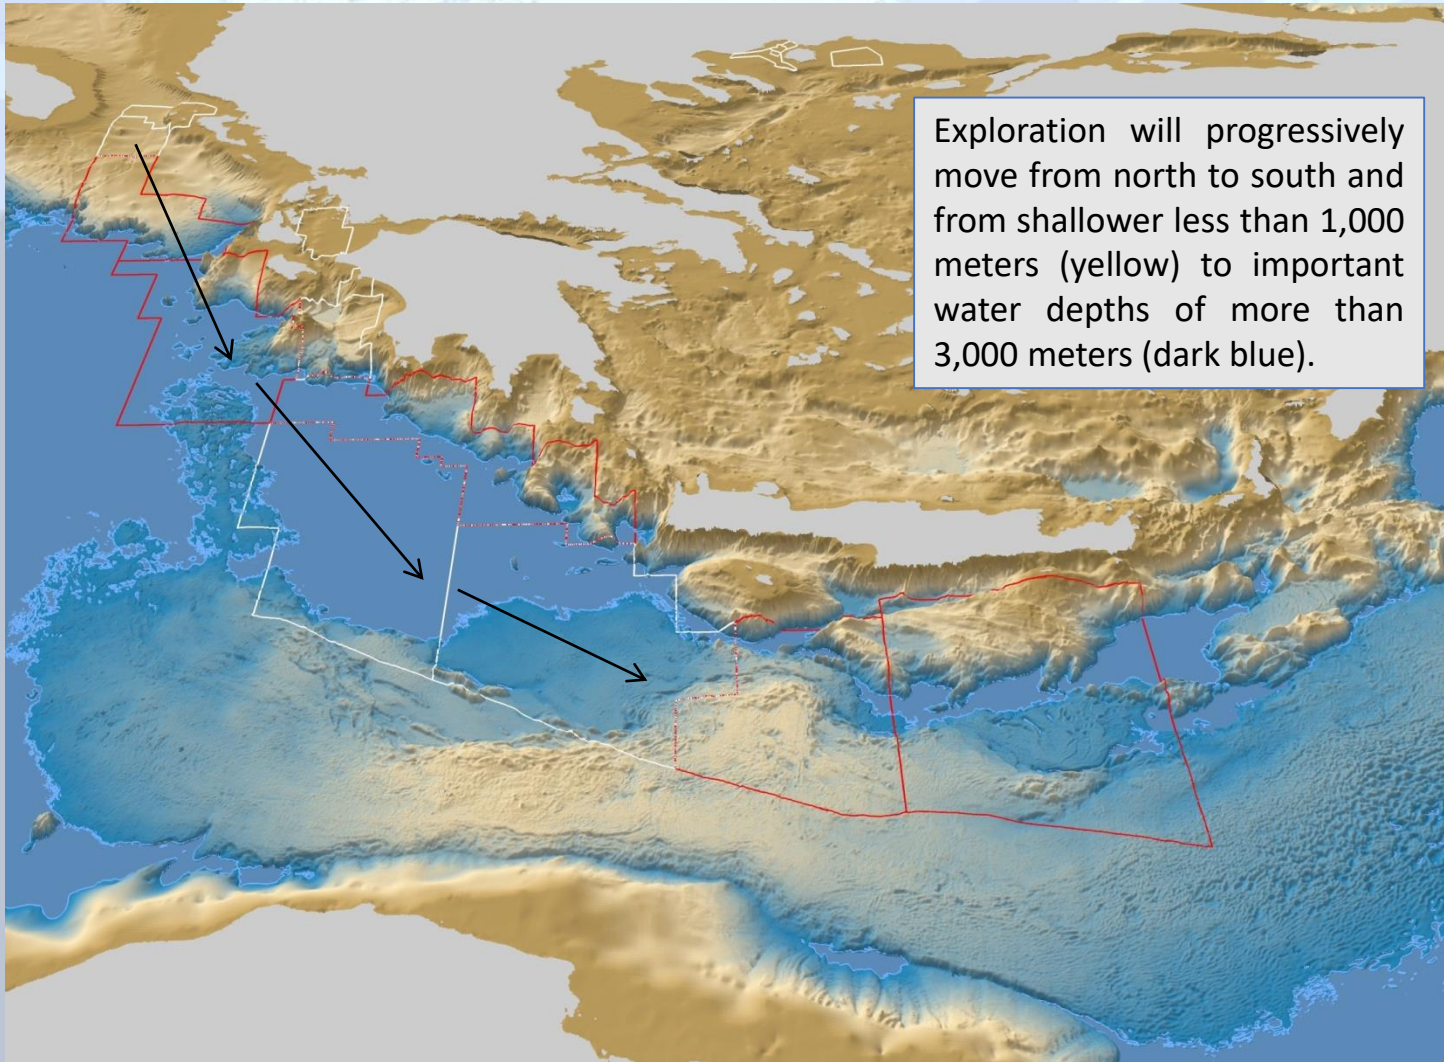 Exploration will progressively
move from north to south and
from shallower less than 1,000
meters (yellow) to important
water depths of more than
3,000 meters (dark blue).